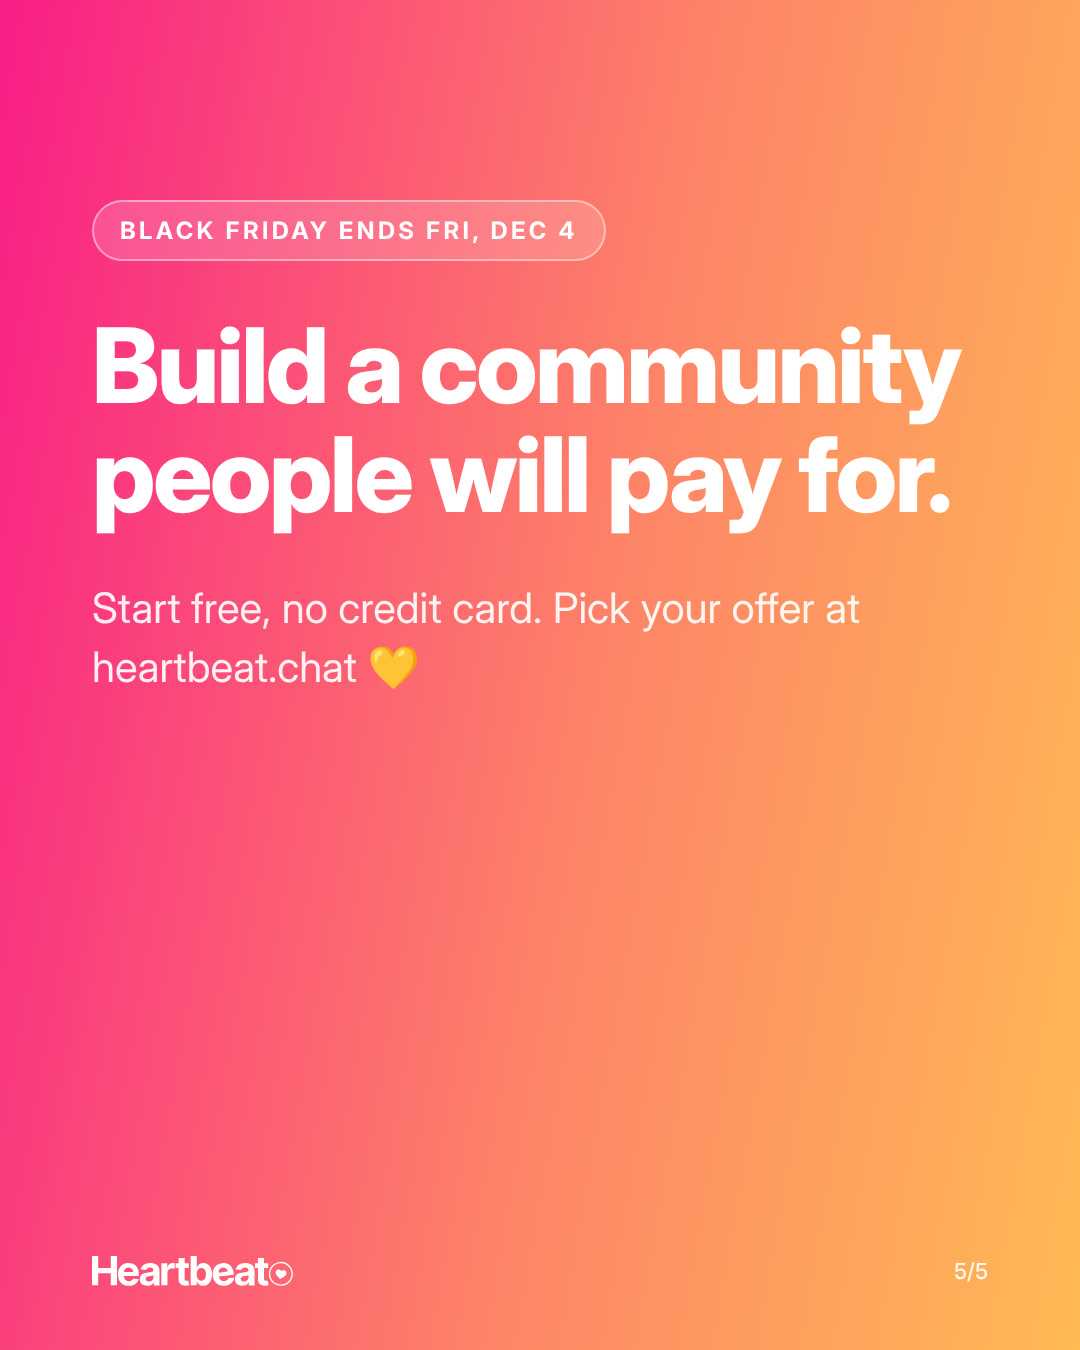 BLACK FRIDAY ENDS FRI, DEC 4
Build a community
people will pay for.
Start free, no credit card. Pick your offer at
heartbeat.chat 💛
Heartbeat
5/5